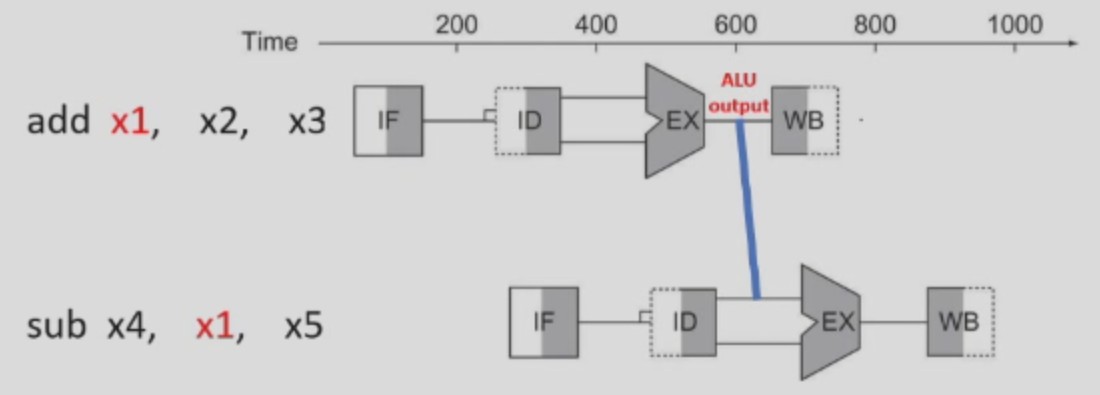 200 400 600 800 1000
Time
ALU
output
add x1, x2, x3 IF ID EX WB
sub x4, x1, x5 IF ID EX WB